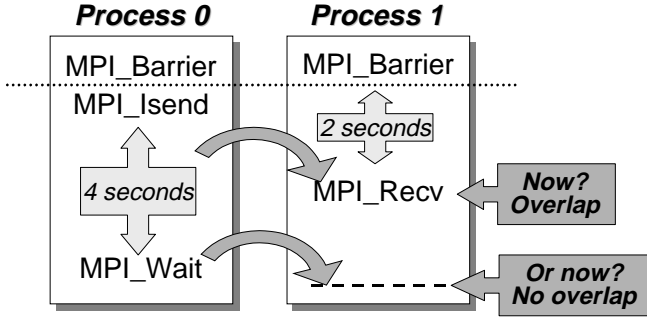 Process 0
Process 1
MPI_Barrier
MPI_Barrier
MPI_Isend
2 seconds
4 seconds
MPI_Recv
Now?
Overlap
MPI_Wait
Or now?
No overlap